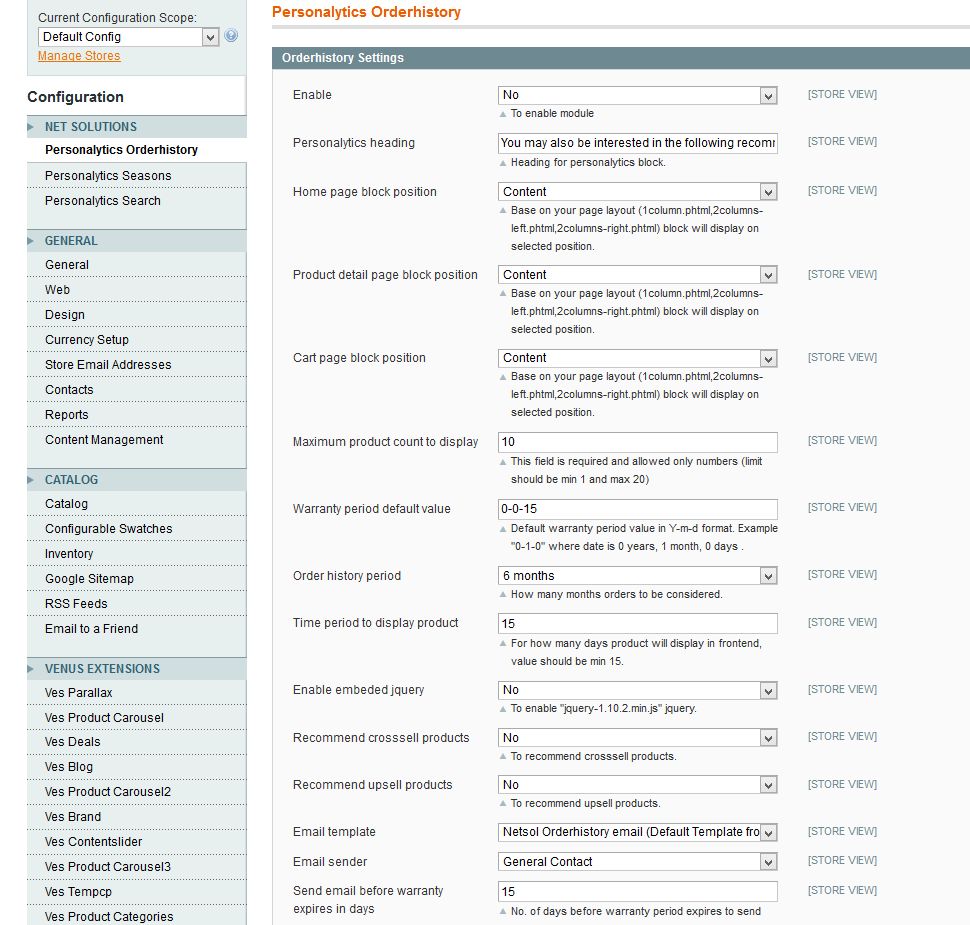 Current Configuration Scope:
Default Config
Manage Stores
Configuration
NET SOLUTIONS
Personalytics Orderhistory
Personalytics Seasons
Personalytics Search
GENERAL
General
Web
Design
Currency Setup
Store Email Addresses
Contacts
Reports
Content Management
CATALOG
Catalog
Configurable Swatches
Inventory
Google Sitemap
RSS Feeds
Email to a Friend
VENUS EXTENSIONS
Ves Parallax
Ves Product Carousel
Ves Deals
Ves Blog
Ves Product Carousel2
Ves Brand
Ves Contentslider
Ves Product Carousel3
Ves Tempcp
Ves Product Categories
Personalytics Orderhistory
Orderhistory Settings
Enable No [STORE VIEW]
To enable module
Personalytics heading You may also be interested in the following recomm [STORE VIEW]
Heading for personalytics block.
Home page block position Content [STORE VIEW]
Base on your page layout (1column.phtml,2columns-
left.phtml,2columns-right.phtml) block will display on
selected position.
Product detail page block position Content [STORE VIEW]
Base on your page layout (1column.phtml,2columns-
left.phtml,2columns-right.phtml) block will display on
selected position.
Cart page block position Content [STORE VIEW]
Base on your page layout (1column.phtml,2columns-
left.phtml,2columns-right.phtml) block will display on
selected position.
Maximum product count to display 10 [STORE VIEW]
This field is required and allowed only numbers (limit
should be min 1 and max 20)
Warranty period default value 0-0-15 [STORE VIEW]
Default warranty period value in Y-m-d format. Example
"0-1-0" where date is 0 years, 1 month, 0 days .
Order history period 6 months [STORE VIEW]
How many months orders to be considered.
Time period to display product 15 [STORE VIEW]
For how many days product will display in frontend,
value should be min 15.
Enable embeded jquery No [STORE VIEW]
To enable "jquery-1.10.2.min.js" jquery.
Recommend crosssell products No [STORE VIEW]
To recommend crosssell products.
Recommend upsell products No [STORE VIEW]
To recommend upsell products.
Email template Netsol Orderhistory email (Default Template fro [STORE VIEW]
Email sender General Contact [STORE VIEW]
Send email before warranty 15 [STORE VIEW]
expires in days
No. of days before warranty period expires to send